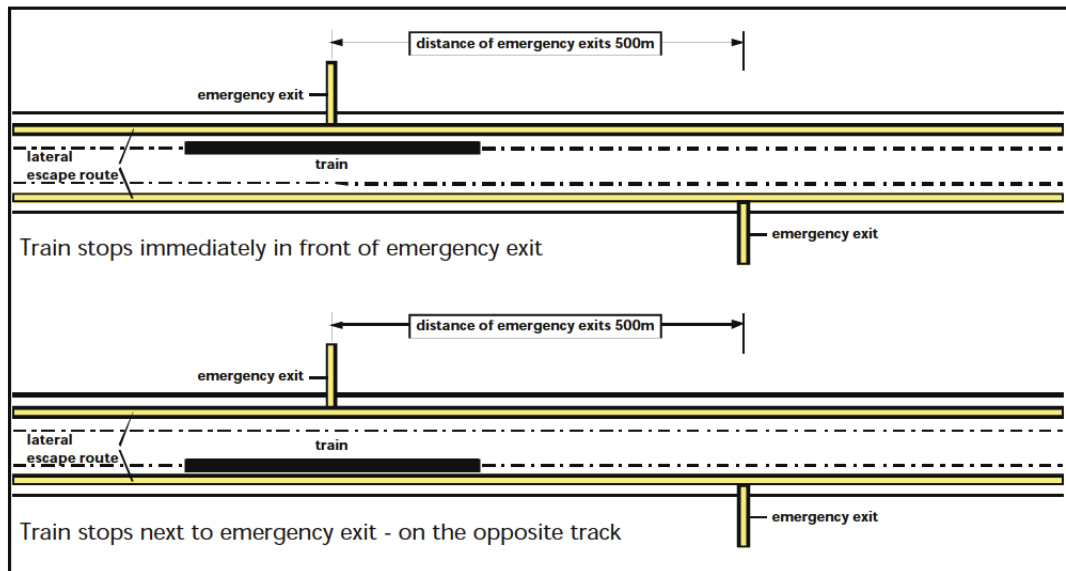 distance of emergency exits 500m
emergency exit
lateral
escape route
train
emergency exit
Train stops immediately in front of emergency exit
distance of emergency exits 500m
emergency exit
lateral
escape route
train
emergency exit
Train stops next to emergency exit - on the opposite track